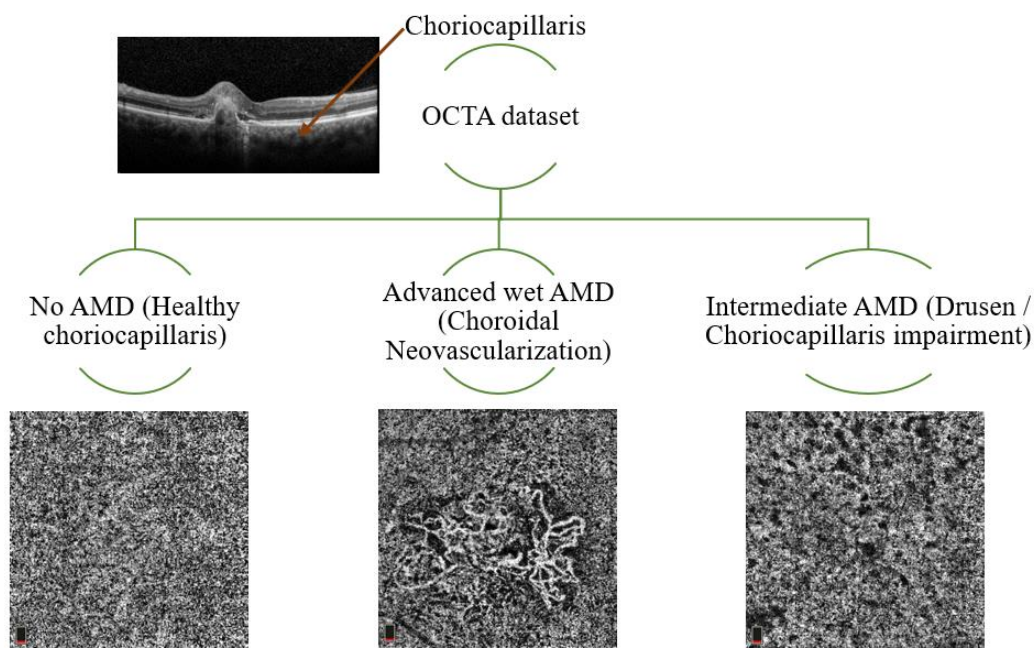 Choriocapillaris
OCTA dataset
No AMD (Healthy
choriocapillaris)
Advanced wet AMD
(Choroidal
Neovascularization)
Intermediate AMD (Drusen /
Choriocapillaris impairment)